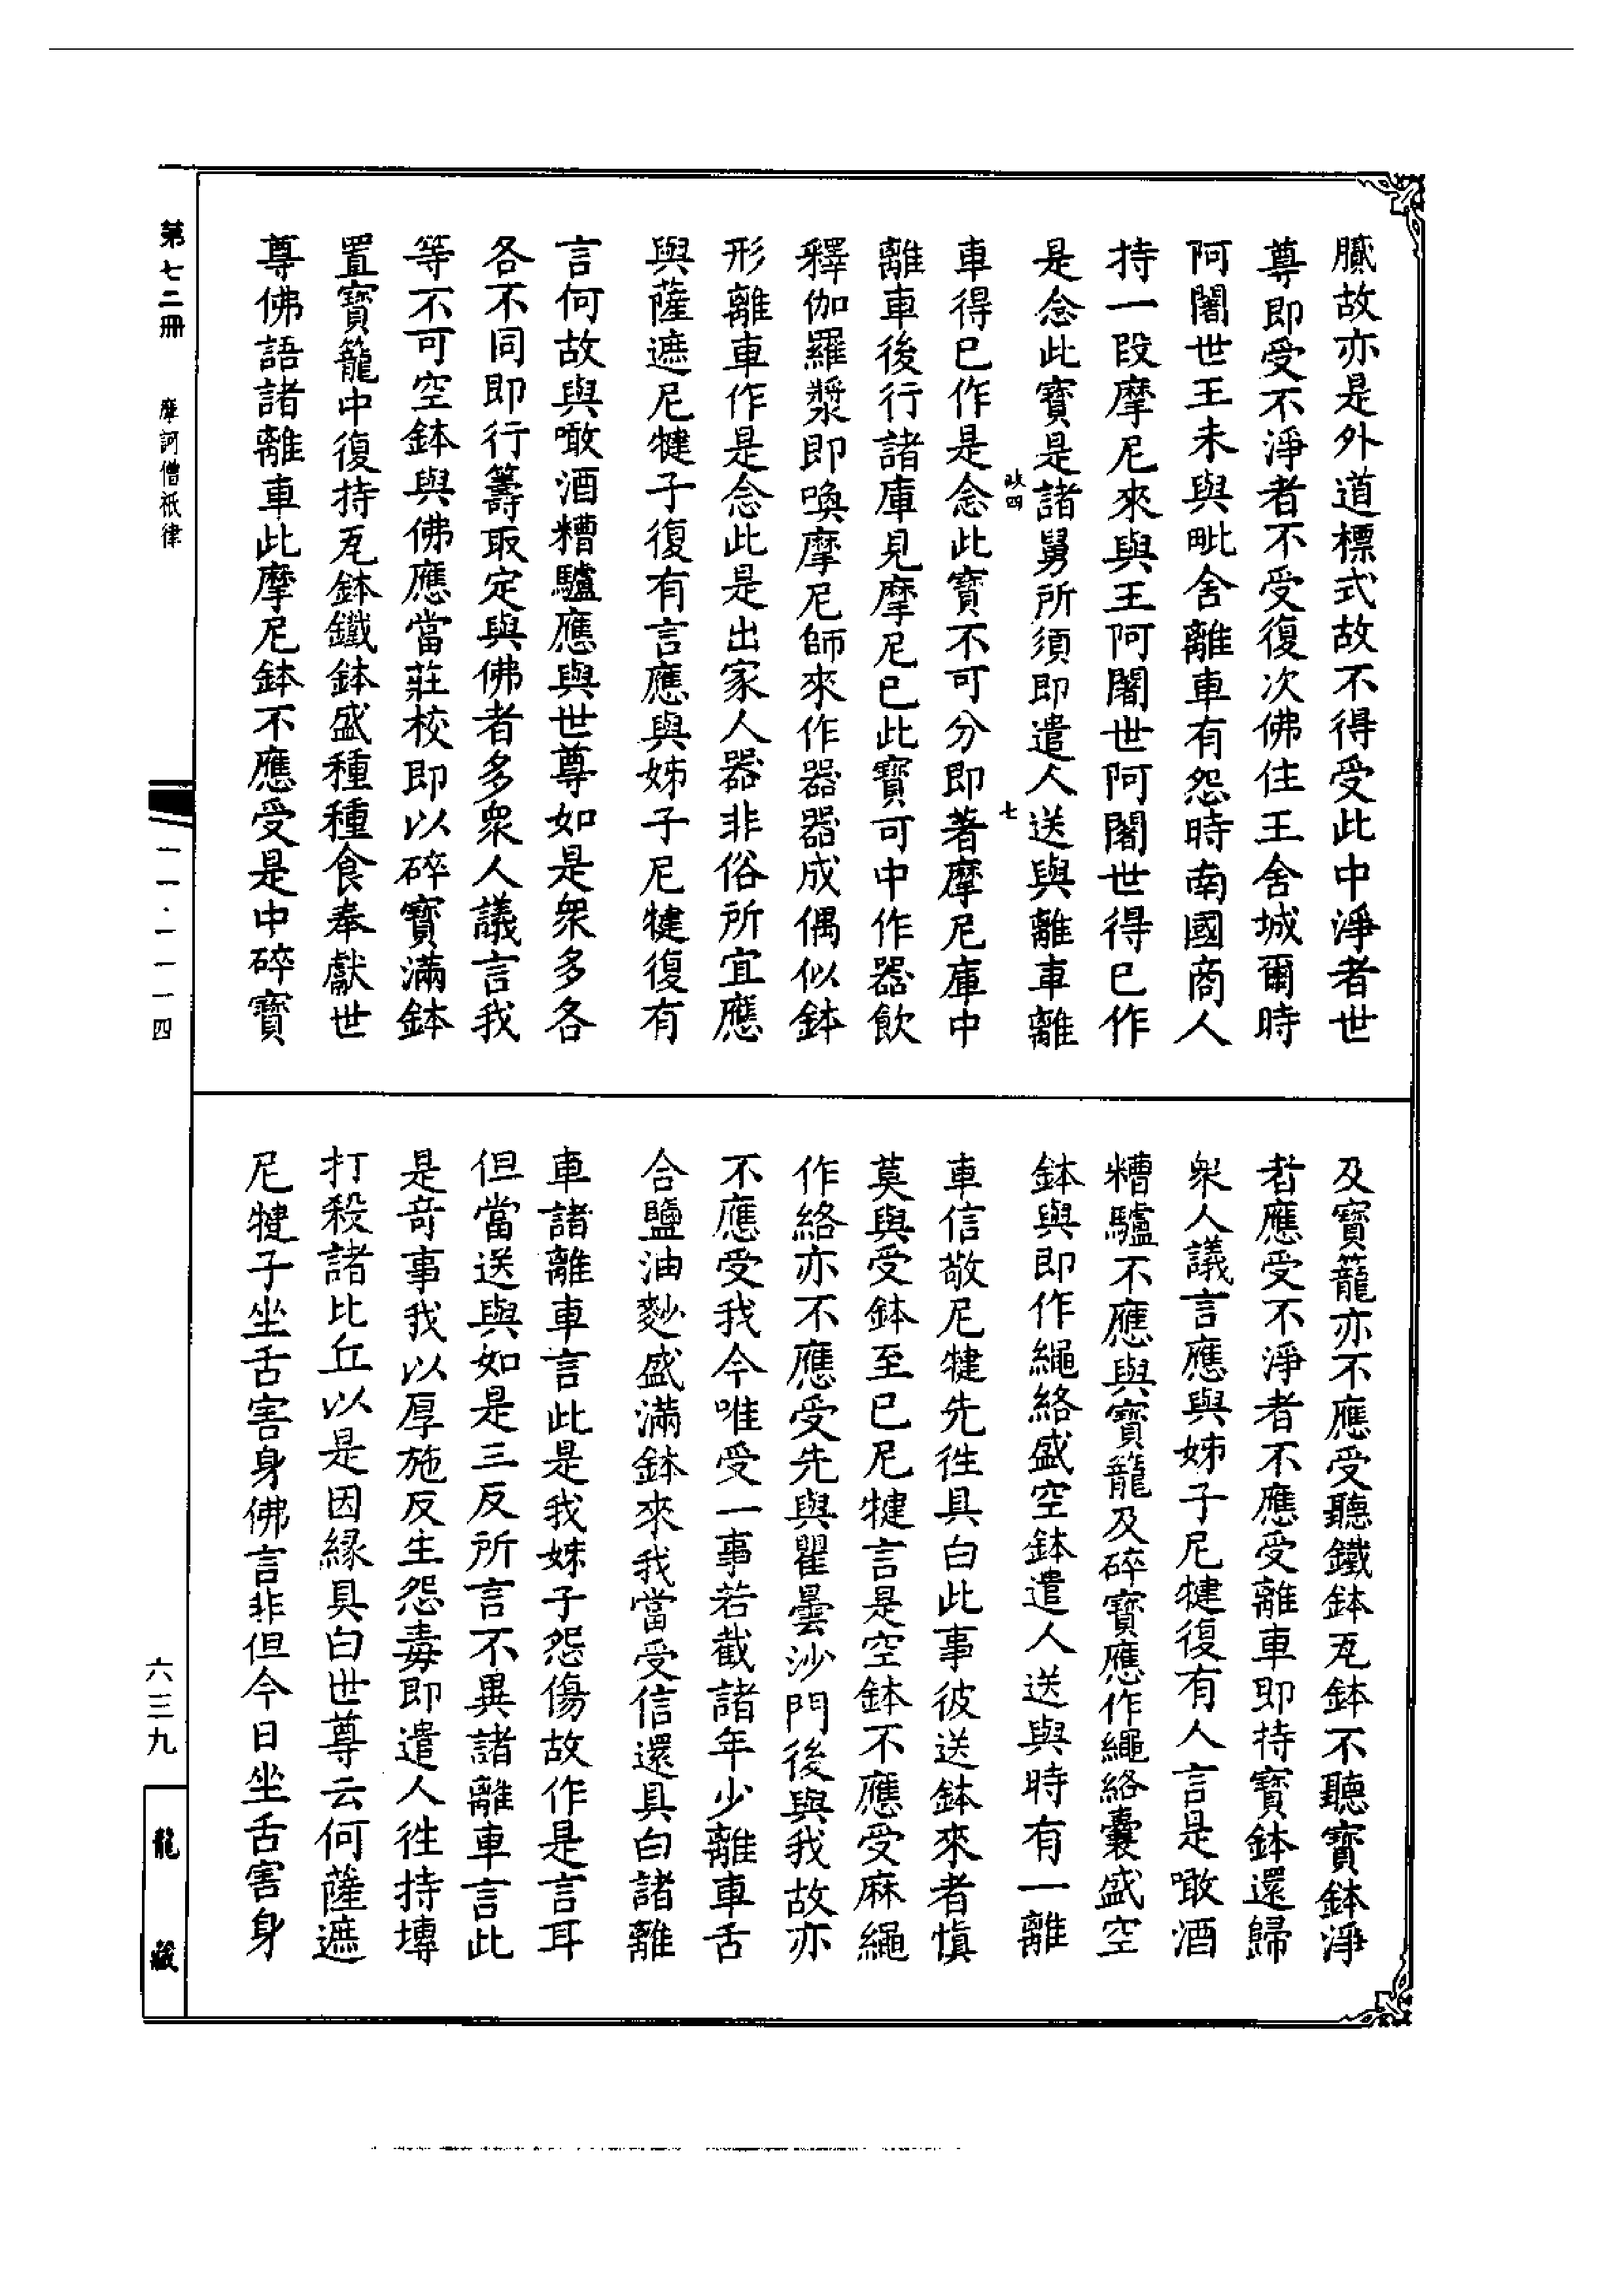 膩故亦是外道標式故不得受此中淨者世
尊即受不淨者不受復次佛住王舍城爾時
阿闍世王未與毗舍離車有怨時南國商人
持一段摩尼來與王阿闍世阿闍世得已作
是念此寶是諸舅所須即遣人送與離車離
政四
七
車得已作是念此寶不可分即著摩尼庫中
離車後行諸庫見摩尼已此寶可中作器飲
釋伽羅漿即喚摩尼師來作器器成偶似鉢
形離車作是念此是出家人器非俗所宜應
與薩遮尼犍子復有言應與姊子尼犍復有
言何故與噉酒糟驢應與世尊如是眾多各
各不同即行籌取定與佛者多眾人議言我
等不可空鉢與佛應當莊校即以碎寶滿鉢
置寶籠中復持瓦鉢鐵鉢盛種種食奉獻世
尊佛語諸離車此摩尼鉢不應受是中碎寶
及寶籠亦不應受聽鐵鉢瓦鉢不聽寶鉢淨
者應受不淨者不應受離車即持寶鉢還歸
眾人議言應與姊子尼犍復有人言是噉酒
糟驢不應與寶籠及碎寶應作繩絡囊盛空
鉢與即作繩絡盛空鉢遣人送與時有一離
車信敬尼犍先徃具白此事彼送鉢來者慎
莫與受鉢至已尼犍言是空鉢不應受麻繩
作絡亦不應受先與瞿曇沙門後與我故亦
不應受我今唯受一事若截諸年少離車舌
合鹽油麨盛滿鉢來我當受信還具白諸離
車諸離車言此是我姊子怨傷故作是言耳
但當送與如是三反所言不異諸離車言此
是竒事我以厚施反生怨毒即遣人徃持塼
打殺諸比丘以是因緣具白世尊云何薩遮
尼犍子坐舌害身佛言非但今日坐舌害身
第七二冊
摩訶僧祇律
一一·一一一四
六三九
龍藏